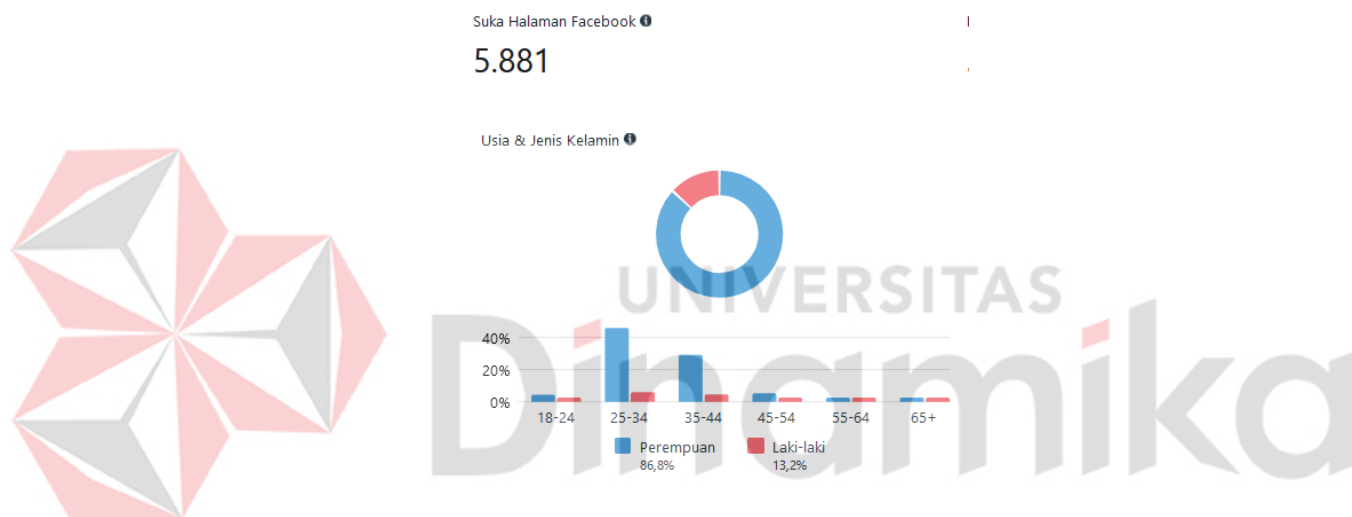 Suka Halaman Facebook
5.881
Usia & Jenis Kelamin
UNIVERSITAS
Dinamika
40%
20%
0%
18-24 25-34 35-44 45-54 55-64 65+
Perempuan Laki-laki
86,8% 13,2%